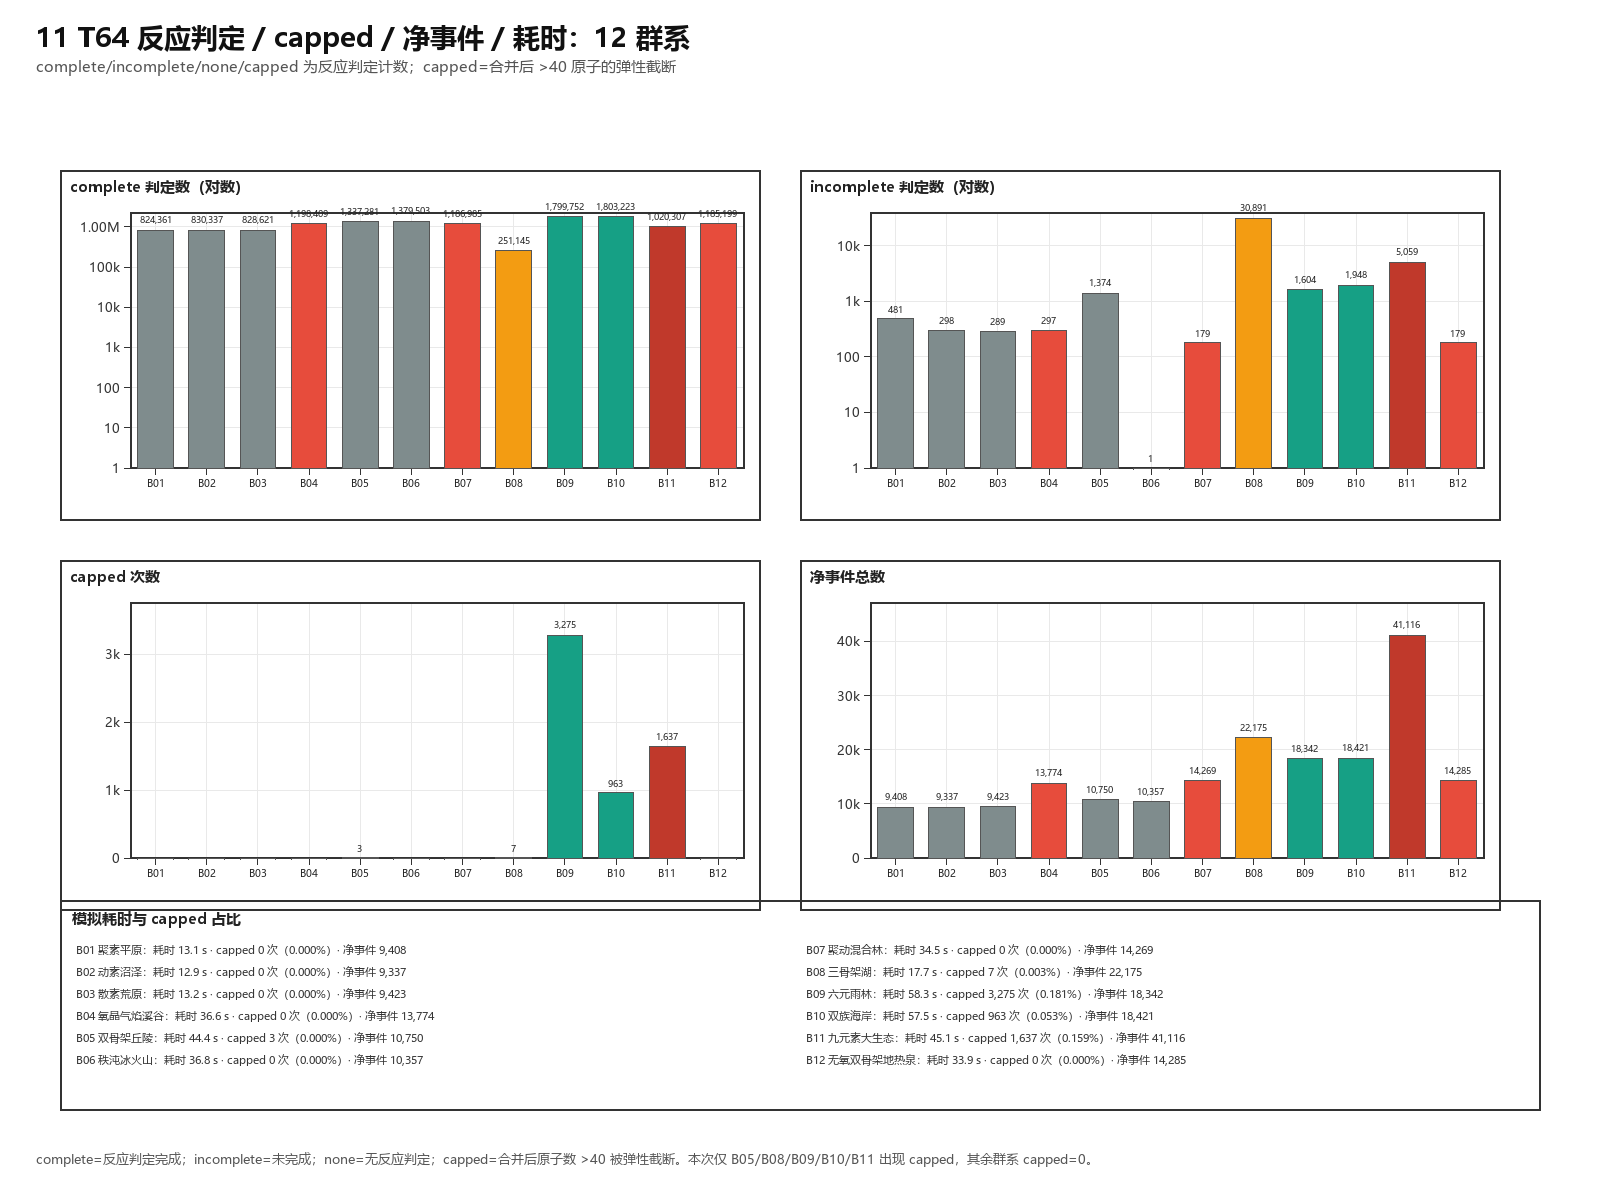 11 T64 反应判定 / capped / 净事件 / 耗时：12 群系
complete/incomplete/none/capped 为反应判定计数；capped=合并后 >40 原子的弹性截断
complete 判定数（对数）
824,361 830,337 828,621 1,198,489 1,337,281 1,379,503 1,186,985 251,145 1,799,752 1,803,223 1,020,307 1,185,199
1.00M
100k
10k
1k
100
10
1
B01 B02 B03 B04 B05 B06 B07 B08 B09 B10 B11 B12
incomplete 判定数（对数）
481 298 289 297 1,374 1 179 30,891 1,604 1,948 5,059 179
10k
1k
100
10
1
B01 B02 B03 B04 B05 B06 B07 B08 B09 B10 B11 B12
capped 次数
3 7 3,275 963 1,637
3k
2k
1k
0
B01 B02 B03 B04 B05 B06 B07 B08 B09 B10 B11 B12
净事件总数
9,408 9,337 9,423 13,774 10,750 10,357 14,269 22,175 18,342 18,421 41,116 14,285
40k
30k
20k
10k
0
B01 B02 B03 B04 B05 B06 B07 B08 B09 B10 B11 B12
模拟耗时与 capped 占比
B01 聚素平原：耗时 13.1 s · capped 0 次（0.000%）· 净事件 9,408
B02 动素沼泽：耗时 12.9 s · capped 0 次（0.000%）· 净事件 9,337
B03 散素荒原：耗时 13.2 s · capped 0 次（0.000%）· 净事件 9,423
B04 氧晶气焰溪谷：耗时 36.6 s · capped 0 次（0.000%）· 净事件 13,774
B05 双骨架丘陵：耗时 44.4 s · capped 3 次（0.000%）· 净事件 10,750
B06 秩沌冰火山：耗时 36.8 s · capped 0 次（0.000%）· 净事件 10,357
B07 聚动混合林：耗时 34.5 s · capped 0 次（0.000%）· 净事件 14,269
B08 三骨架湖：耗时 17.7 s · capped 7 次（0.003%）· 净事件 22,175
B09 六元雨林：耗时 58.3 s · capped 3,275 次（0.181%）· 净事件 18,342
B10 双族海岸：耗时 57.5 s · capped 963 次（0.053%）· 净事件 18,421
B11 九元素大生态：耗时 45.1 s · capped 1,637 次（0.159%）· 净事件 41,116
B12 无氧双骨架地热泉：耗时 33.9 s · capped 0 次（0.000%）· 净事件 14,285
complete=反应判定完成；incomplete=未完成；none=无反应判定；capped=合并后原子数 >40 被弹性截断。本次仅 B05/B08/B09/B10/B11 出现 capped，其余群系 capped=0。